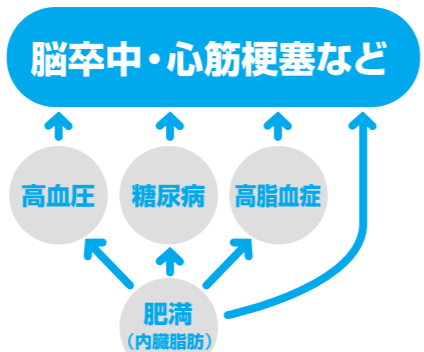 脳卒中・心筋梗塞など
高血圧
糖尿病
高脂血症
肥満
（内臓脂肪）